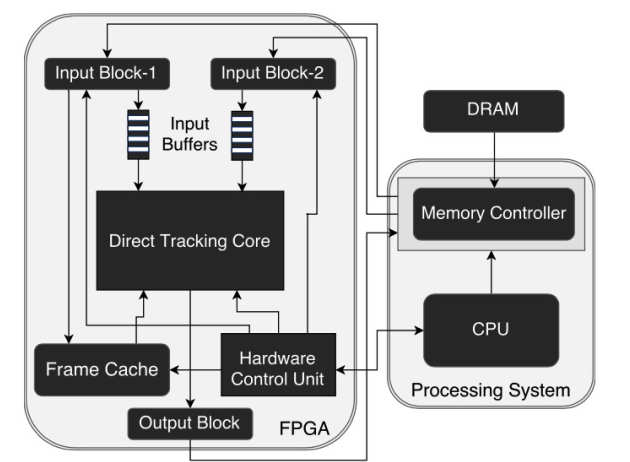 Input Block-1
Input Block-2
Input
Buffers
DRAM
Direct Tracking Core
Memory Controller
Frame Cache
Hardware
Control Unit
CPU
Output Block
FPGA
Processing System